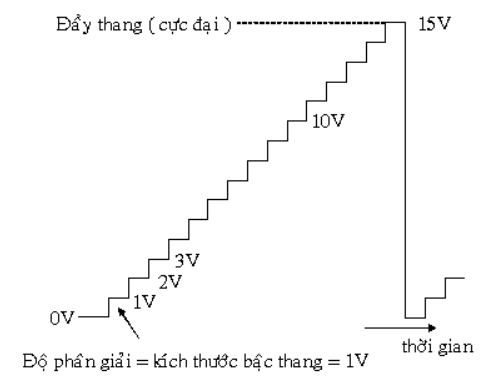 Đầy thang ( cực đại )
15V
10V
3V
2V
1V
0V
thời gian
Độ phân giải = kích thước bậc thang = 1V